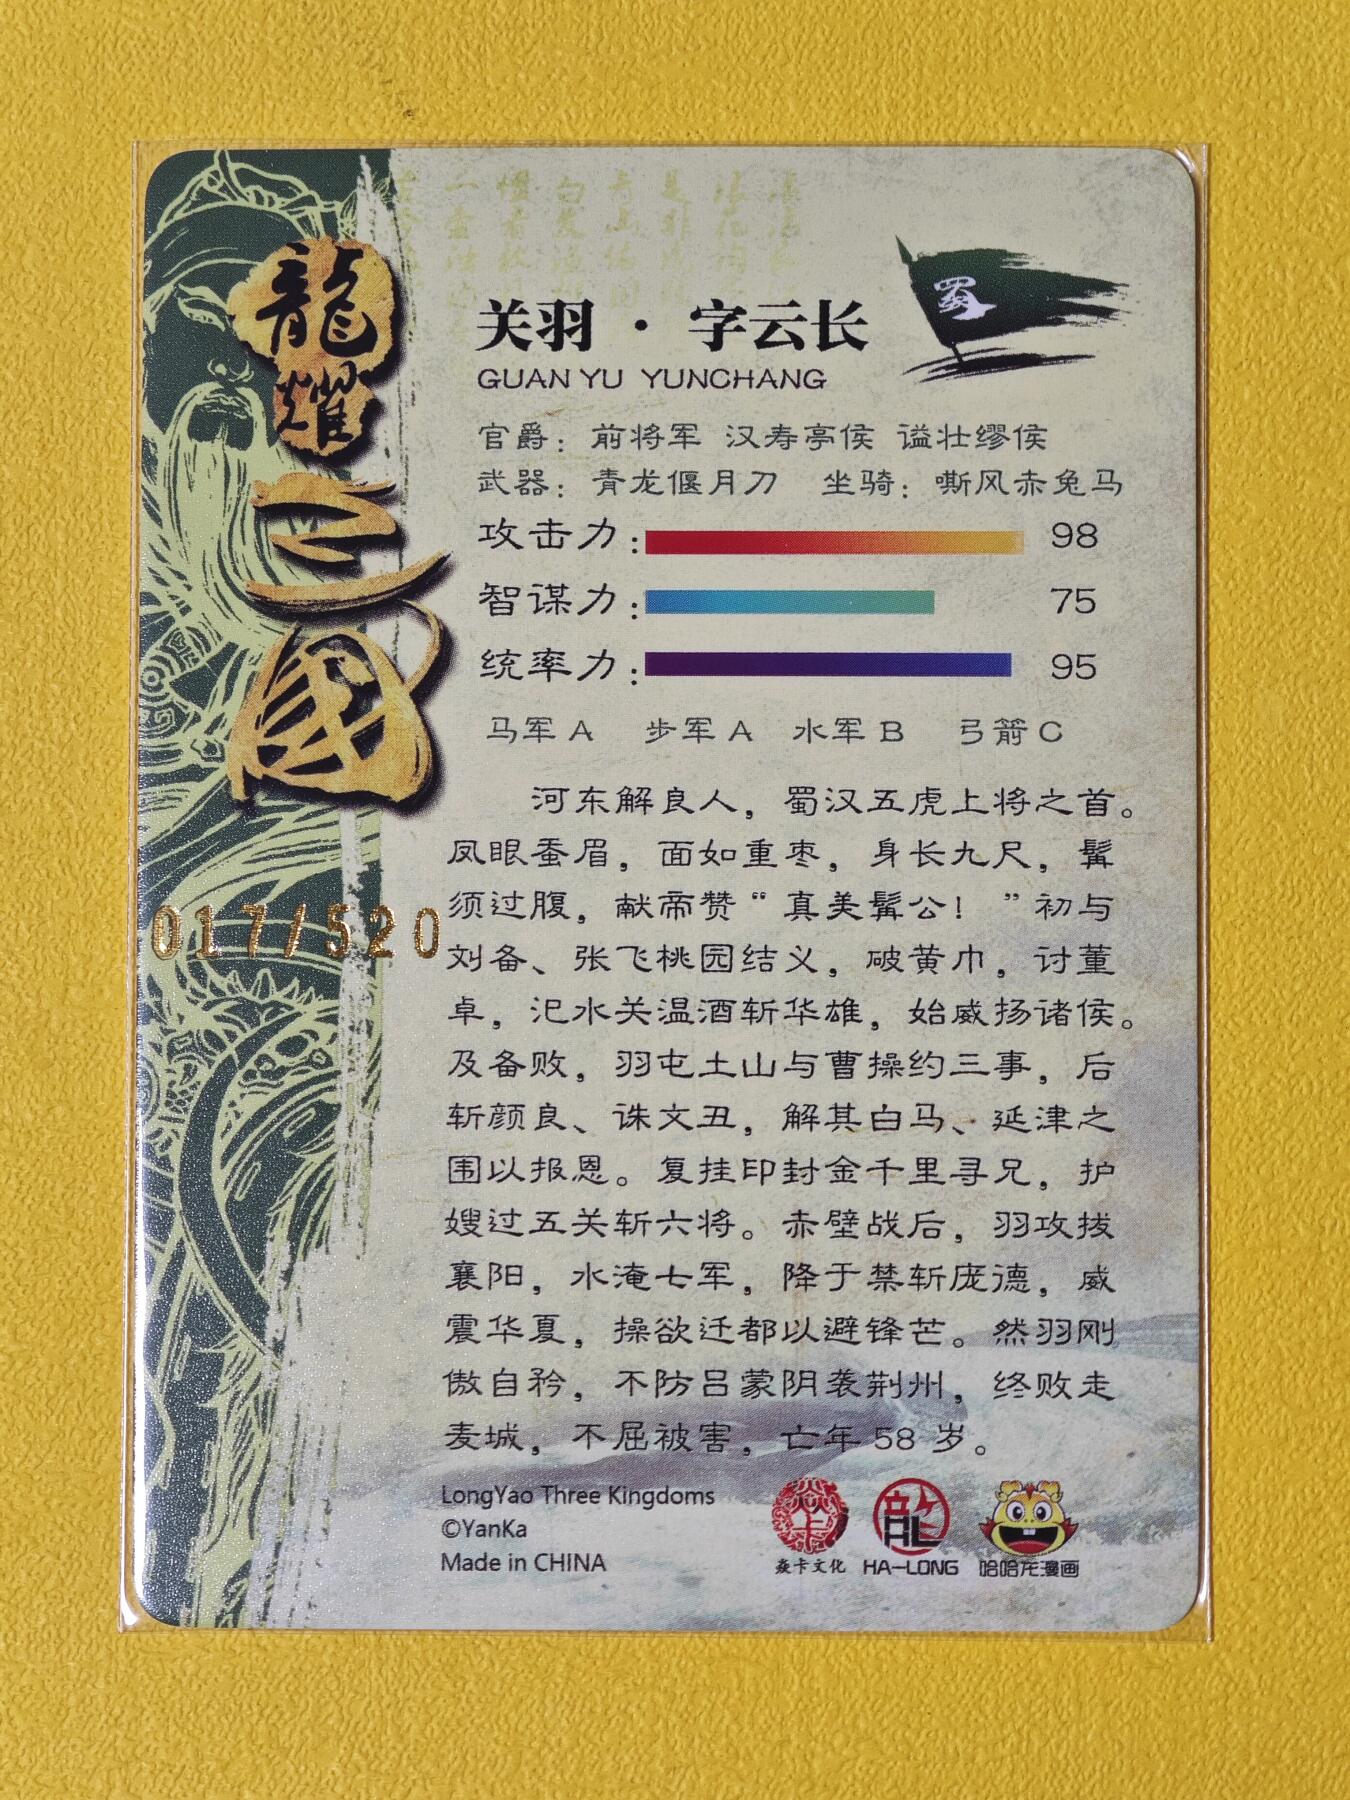 龍耀三國
关羽·字云长
GUAN YU YUNCHANG
蜀
官爵：前将军 汉寿亭侯 谥壮缪侯
武器：青龙偃月刀 坐骑：嘶风赤兔马
攻击力： 98
智谋力： 75
统率力： 95
马军A 步军A 水军B 弓箭C
河东解良人，蜀汉五虎上将之首。
凤眼蚕眉，面如重枣，身长九尺，髯
须过腹，献帝赞“真美髯公！”初与
刘备、张飞桃园结义，破黄巾，讨董
卓，汜水关温酒斩华雄，始威扬诸侯。
及备败，羽屯土山与曹操约三事，后
斩颜良、诛文丑，解其白马、延津之
围以报恩。复挂印封金千里寻兄，护
嫂过五关斩六将。赤壁战后，羽攻拔
襄阳，水淹七军，降于禁斩庞德，威
震华夏，操欲迁都以避锋芒。然羽刚
傲自矜，不防吕蒙阴袭荆州，终败走
麦城，不屈被害，亡年58岁。
017/520
LongYao Three Kingdoms
©YanKa
Made in CHINA
焱卡
焱卡文化
龍
HA-LONG
哈哈龙漫画